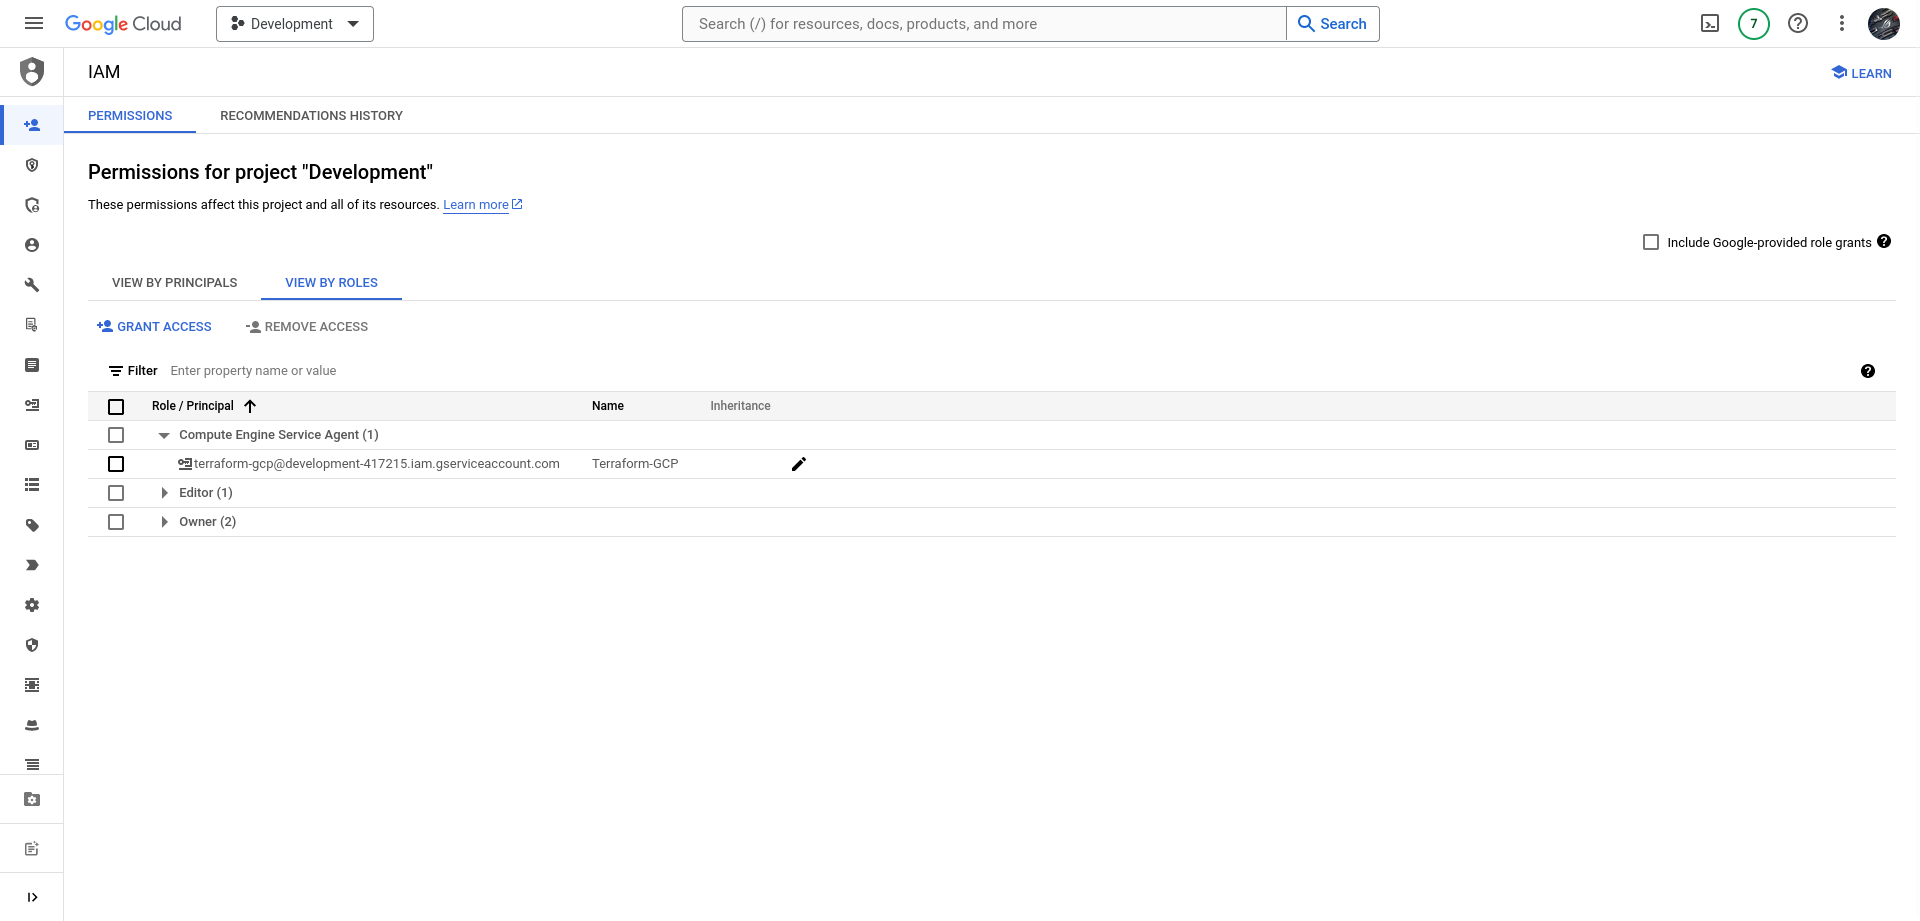 Google Cloud
Development
Search (/) for resources, docs, products, and more
Search
7
IAM
LEARN
PERMISSIONS
RECOMMENDATIONS HISTORY
Permissions for project "Development"
These permissions affect this project and all of its resources. Learn more
Include Google-provided role grants
VIEW BY PRINCIPALS
VIEW BY ROLES
GRANT ACCESS
REMOVE ACCESS
Filter
Enter property name or value
Role / Principal
Name
Inheritance
Compute Engine Service Agent (1)
terraform-gcp@development-417215.iam.gserviceaccount.com
Terraform-GCP
Editor (1)
Owner (2)